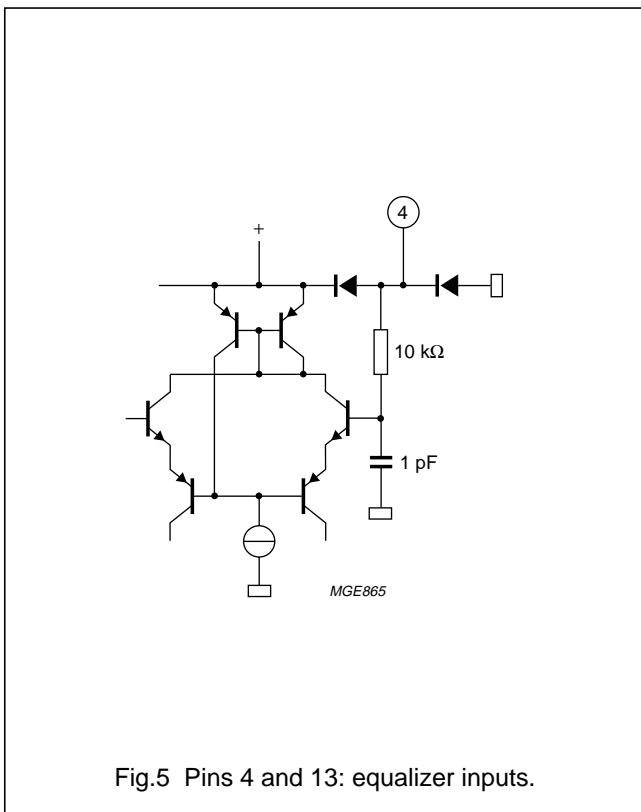 4
+
10 kΩ
1 pF
MGE865
Fig.5 Pins 4 and 13: equalizer inputs.